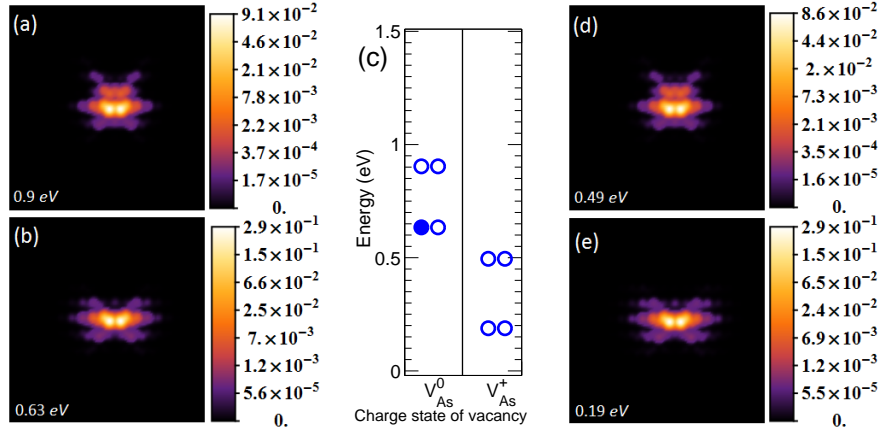 (a)
0.9 eV
9.1×10⁻²
4.6×10⁻²
2.1×10⁻²
7.8×10⁻³
2.2×10⁻³
3.7×10⁻⁴
1.7×10⁻⁵
0.
(b)
0.63 eV
2.9×10⁻¹
1.5×10⁻¹
6.6×10⁻²
2.5×10⁻²
7.×10⁻³
1.2×10⁻³
5.6×10⁻⁵
0.
(c)
Energy (eV)
1.5
1
0.5
0
V⁰As
V⁺As
Charge state of vacancy
(d)
0.49 eV
8.6×10⁻²
4.4×10⁻²
2.×10⁻²
7.4×10⁻³
2.1×10⁻³
3.5×10⁻⁴
1.6×10⁻⁵
0.
(e)
0.19 eV
2.9×10⁻¹
1.5×10⁻¹
6.6×10⁻²
2.5×10⁻²
7.×10⁻³
1.2×10⁻³
5.6×10⁻⁵
0.